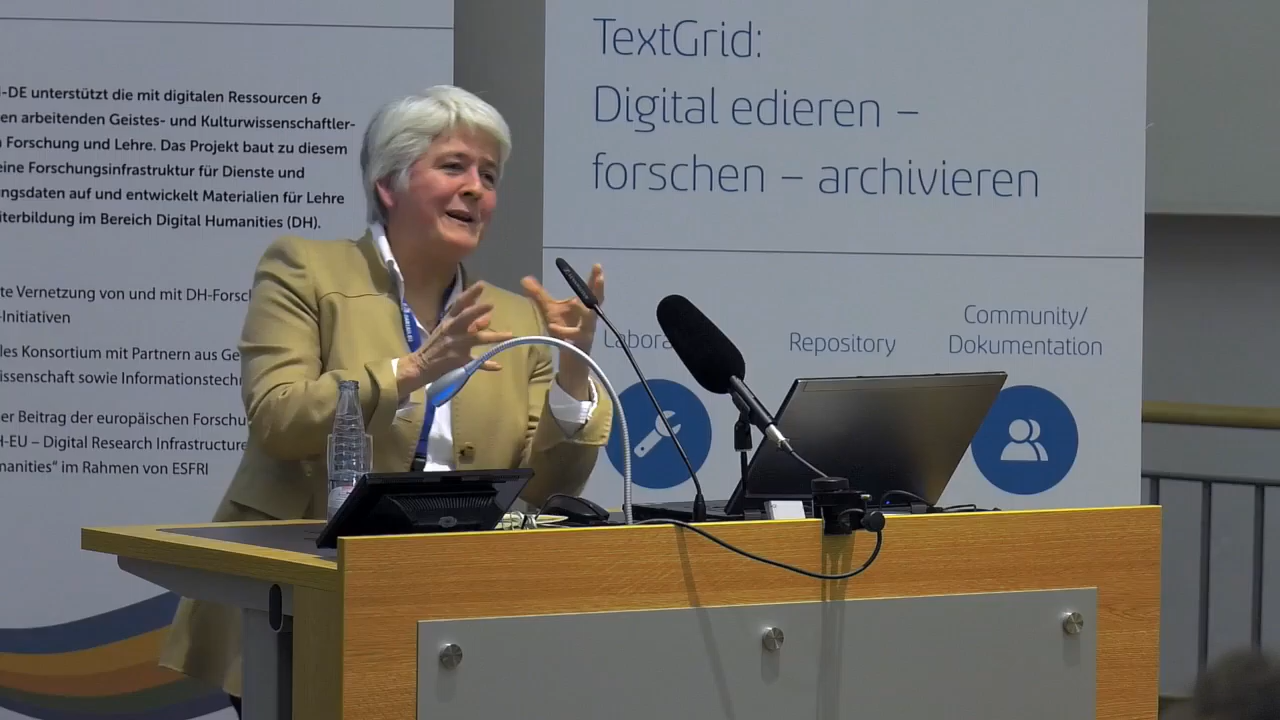 -DE unterstützt die mit digitalen Ressourcen &
en arbeitenden Geistes- und Kulturwissenschaftler-
Forschung und Lehre. Das Projekt baut zu diesem
eine Forschungsinfrastruktur für Dienste und
ngsdaten auf und entwickelt Materialien für Lehre
iterbildung im Bereich Digital Humanities (DH).
te Vernetzung von und mit DH-Forsc
-Initiativen
les Konsortium mit Partnern aus Ge
issenschaft sowie Informationstech
er Beitrag der europäischen Forschu
H-EU – Digital Research Infrastructure
manities“ im Rahmen von ESFRI
TextGrid:
Digital edieren –
forschen – archivieren
Labora
Repository
Community/
Dokumentation